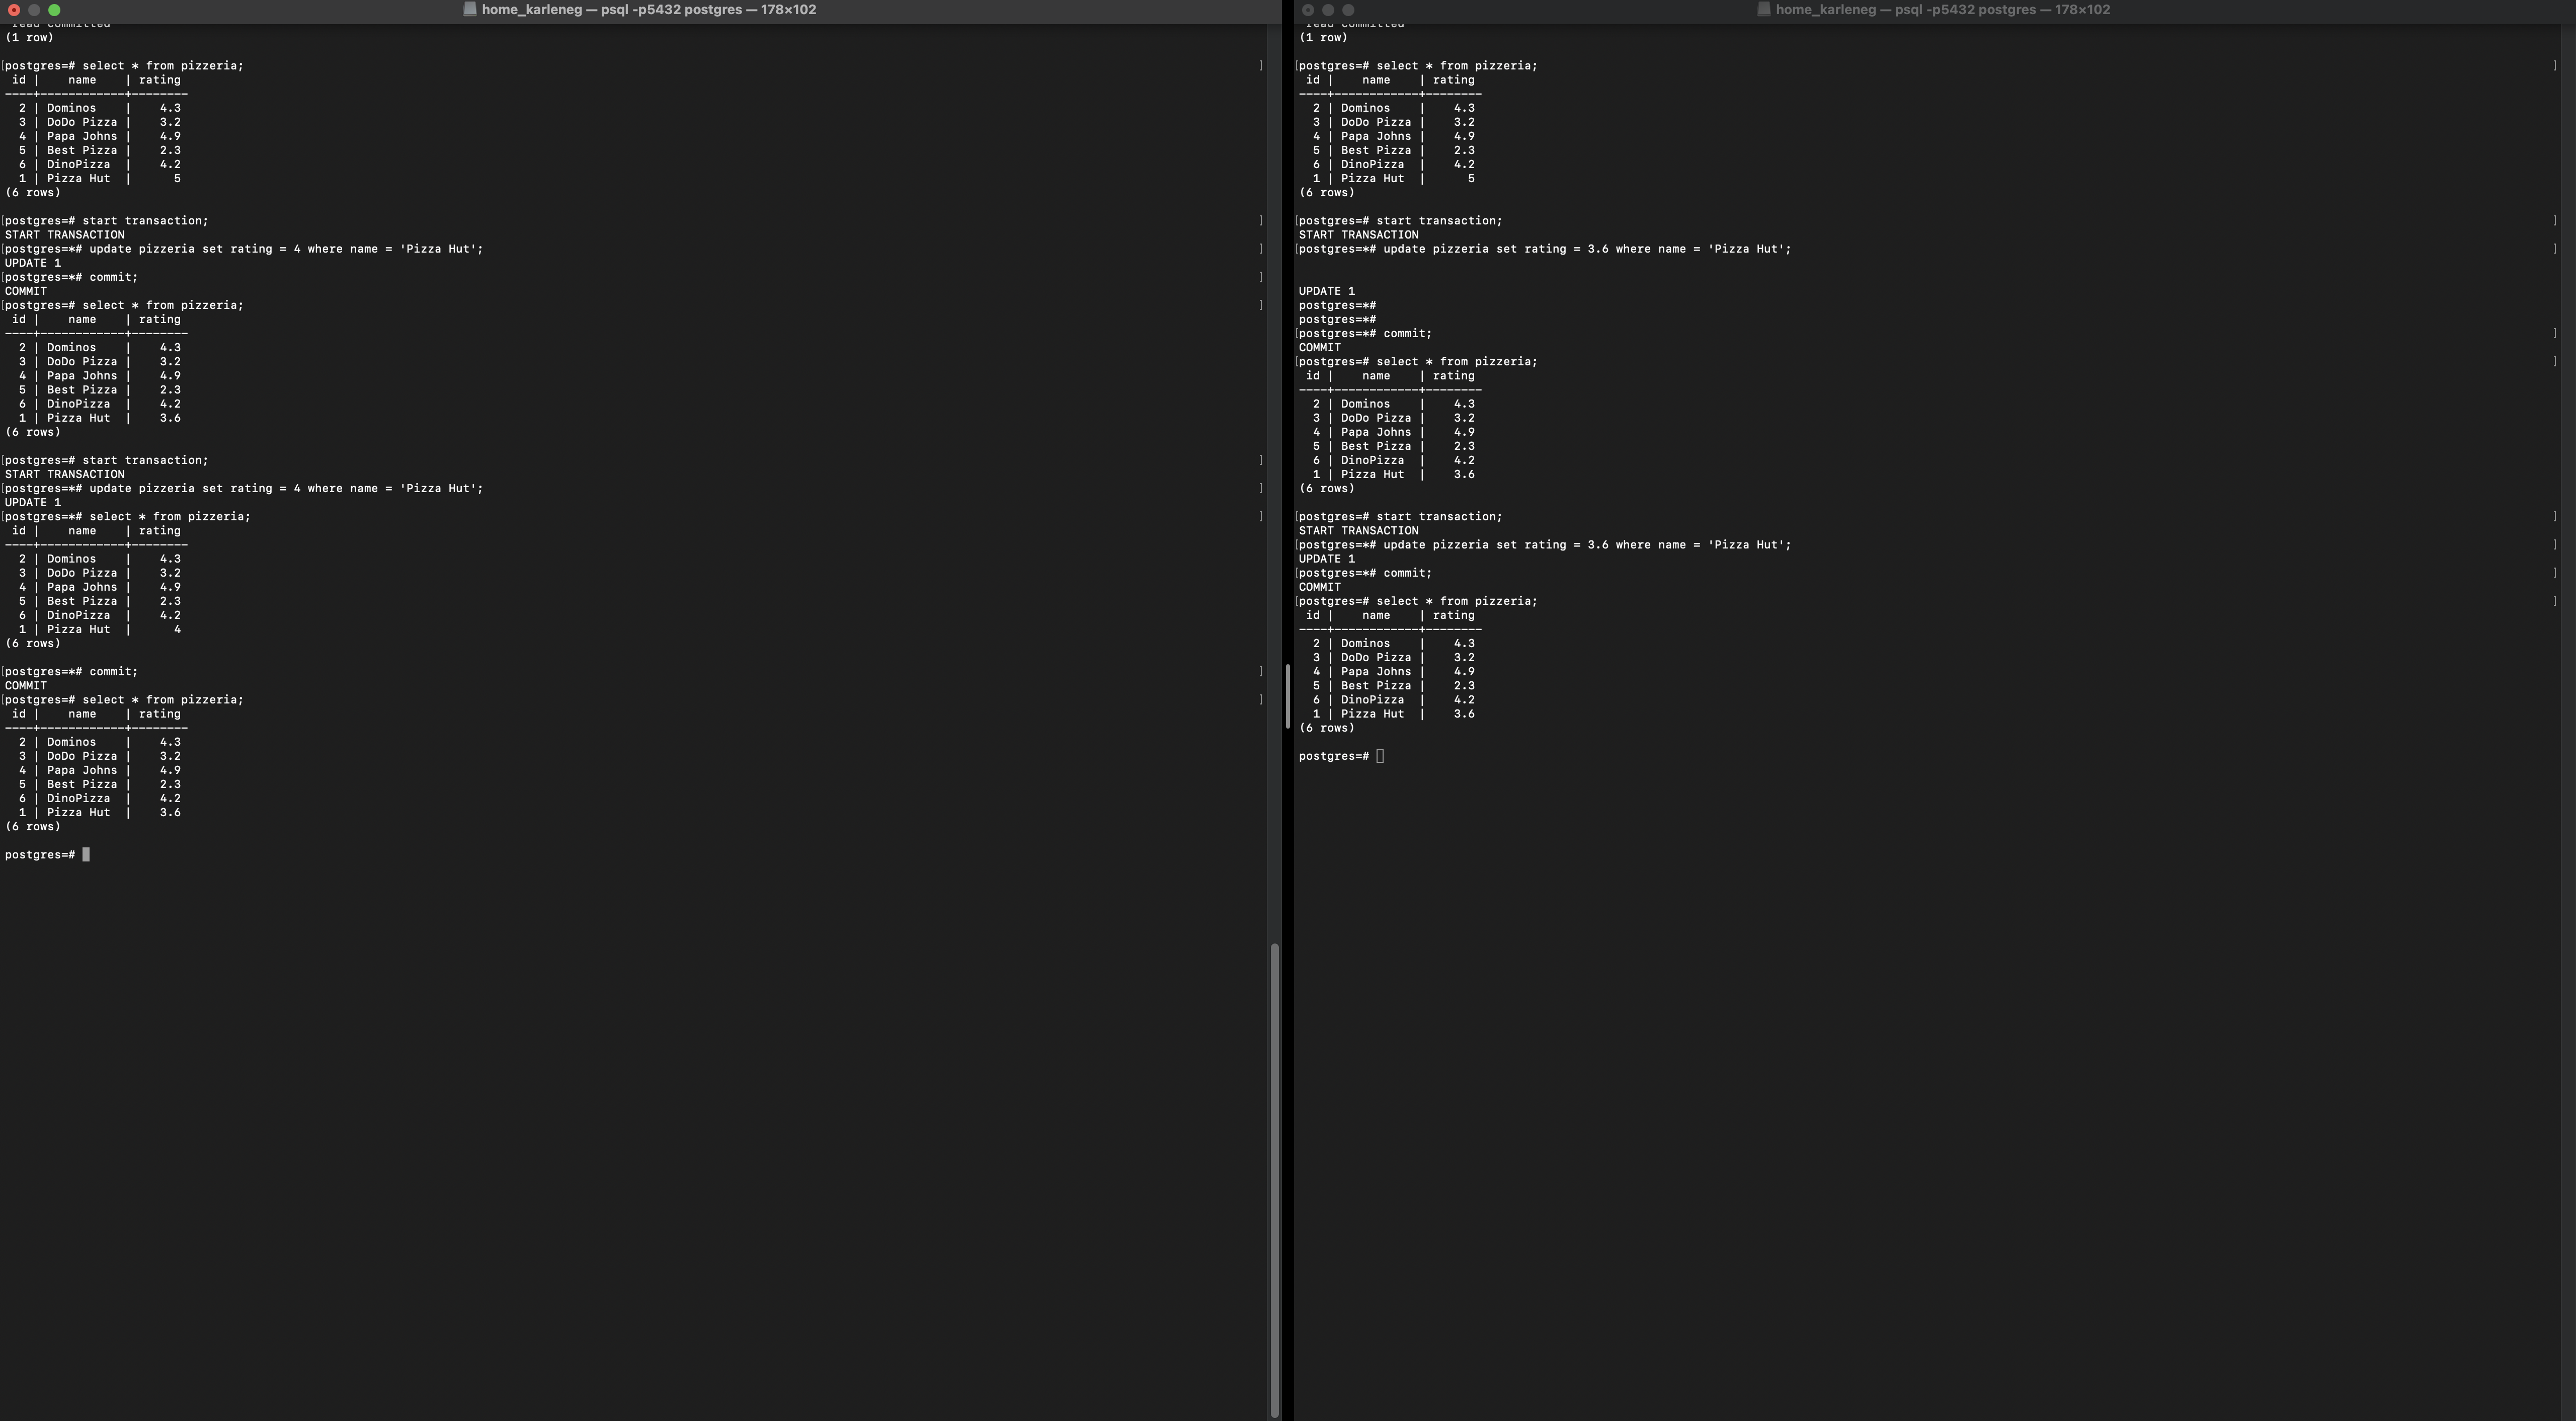 home_karleneg — psql -p5432 postgres — 178×102
read committed
(1 row)
[postgres=# select * from pizzeria; ]
 id |    name    | rating
----+------------+--------
  2 | Dominos    |    4.3
  3 | DoDo Pizza |    3.2
  4 | Papa Johns |    4.9
  5 | Best Pizza |    2.3
  6 | DinoPizza  |    4.2
  1 | Pizza Hut  |      5
(6 rows)
[postgres=# start transaction; ]
START TRANSACTION
[postgres=*# update pizzeria set rating = 4 where name = 'Pizza Hut'; ]
UPDATE 1
[postgres=*# commit; ]
COMMIT
[postgres=# select * from pizzeria; ]
 id |    name    | rating
----+------------+--------
  2 | Dominos    |    4.3
  3 | DoDo Pizza |    3.2
  4 | Papa Johns |    4.9
  5 | Best Pizza |    2.3
  6 | DinoPizza  |    4.2
  1 | Pizza Hut  |    3.6
(6 rows)
[postgres=# start transaction; ]
START TRANSACTION
[postgres=*# update pizzeria set rating = 4 where name = 'Pizza Hut'; ]
UPDATE 1
[postgres=*# select * from pizzeria; ]
 id |    name    | rating
----+------------+--------
  2 | Dominos    |    4.3
  3 | DoDo Pizza |    3.2
  4 | Papa Johns |    4.9
  5 | Best Pizza |    2.3
  6 | DinoPizza  |    4.2
  1 | Pizza Hut  |      4
(6 rows)
[postgres=*# commit; ]
COMMIT
[postgres=# select * from pizzeria; ]
 id |    name    | rating
----+------------+--------
  2 | Dominos    |    4.3
  3 | DoDo Pizza |    3.2
  4 | Papa Johns |    4.9
  5 | Best Pizza |    2.3
  6 | DinoPizza  |    4.2
  1 | Pizza Hut  |    3.6
(6 rows)
postgres=#
home_karleneg — psql -p5432 postgres — 178×102
read committed
(1 row)
[postgres=# select * from pizzeria; ]
 id |    name    | rating
----+------------+--------
  2 | Dominos    |    4.3
  3 | DoDo Pizza |    3.2
  4 | Papa Johns |    4.9
  5 | Best Pizza |    2.3
  6 | DinoPizza  |    4.2
  1 | Pizza Hut  |      5
(6 rows)
[postgres=# start transaction; ]
START TRANSACTION
[postgres=*# update pizzeria set rating = 3.6 where name = 'Pizza Hut'; ]
UPDATE 1
postgres=*#
postgres=*#
[postgres=*# commit; ]
COMMIT
[postgres=# select * from pizzeria; ]
 id |    name    | rating
----+------------+--------
  2 | Dominos    |    4.3
  3 | DoDo Pizza |    3.2
  4 | Papa Johns |    4.9
  5 | Best Pizza |    2.3
  6 | DinoPizza  |    4.2
  1 | Pizza Hut  |    3.6
(6 rows)
[postgres=# start transaction; ]
START TRANSACTION
[postgres=*# update pizzeria set rating = 3.6 where name = 'Pizza Hut'; ]
UPDATE 1
[postgres=*# commit; ]
COMMIT
[postgres=# select * from pizzeria; ]
 id |    name    | rating
----+------------+--------
  2 | Dominos    |    4.3
  3 | DoDo Pizza |    3.2
  4 | Papa Johns |    4.9
  5 | Best Pizza |    2.3
  6 | DinoPizza  |    4.2
  1 | Pizza Hut  |    3.6
(6 rows)
postgres=#